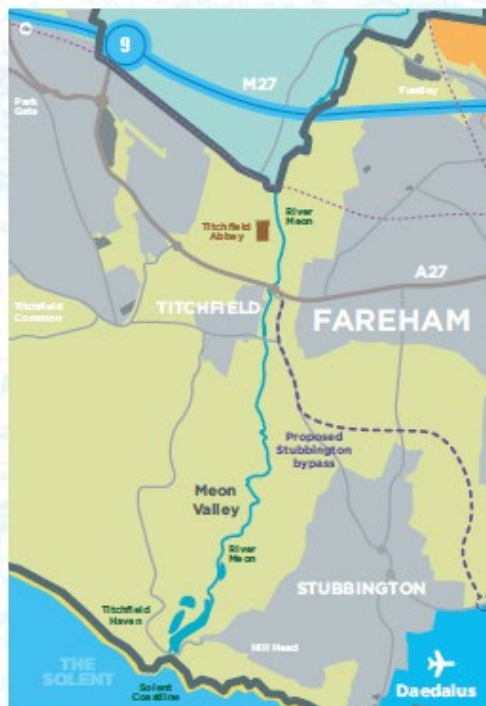 9
M27
Funtley
Park
Gate
River
Meon
Titchfield
Abbey
A27
Titchfield
Common
TITCHFIELD
FAREHAM
Proposed
Stubbington
bypass
Meon
Valley
River
Meon
STUBBINGTON
Titchfield
Haven
Hill Head
THE
SOLENT
Solent
Coastline
Daedalus